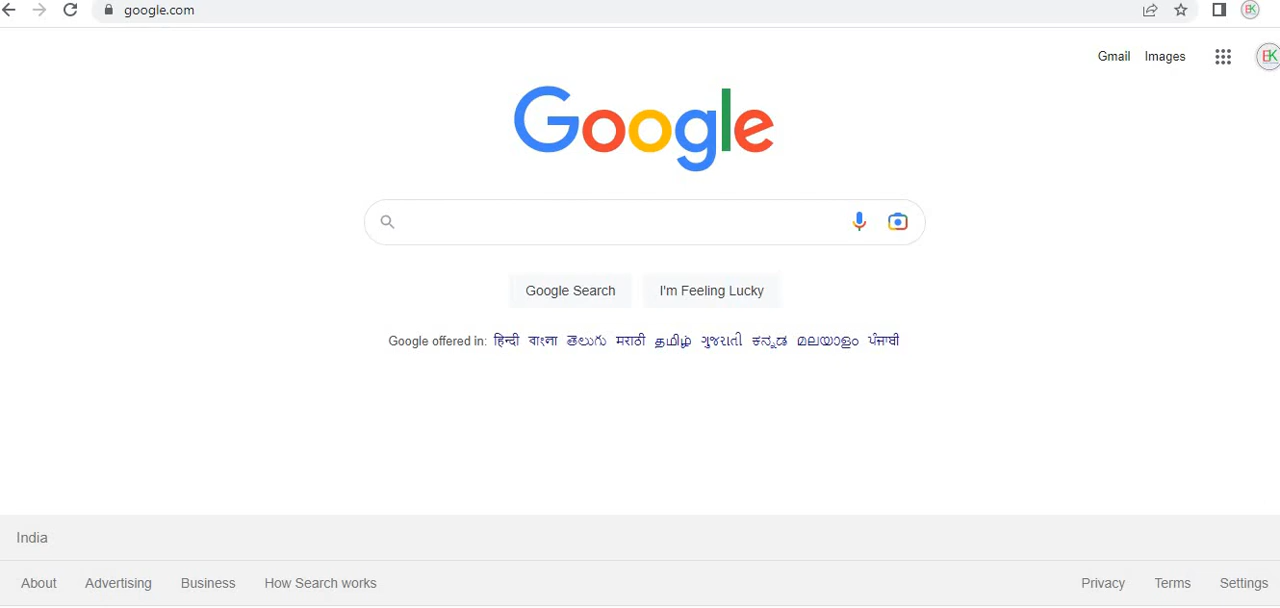 google.com
Gmail Images
EK
Google
Google Search I'm Feeling Lucky
Google offered in: हिन्दी বাংলা తెలుగు मराठी தமிழ் ગુજરાતી ಕನ್ನಡ മലയാളം ਪੰਜਾਬੀ
India
About Advertising Business How Search works Privacy Terms Settings